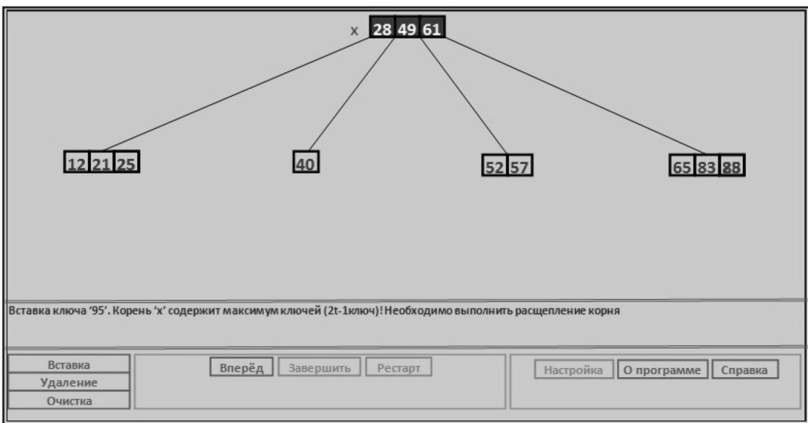 x 28 49 61
12 21 25 40 52 57 65 83 88
Вставка ключа ‘95’. Корень ‘x’ содержит максимум ключей (2t-1ключ)! Необходимо выполнить расщепление корня
Вставка
Удаление
Очистка
Вперёд Завершить Рестарт
Настройка О программе Справка